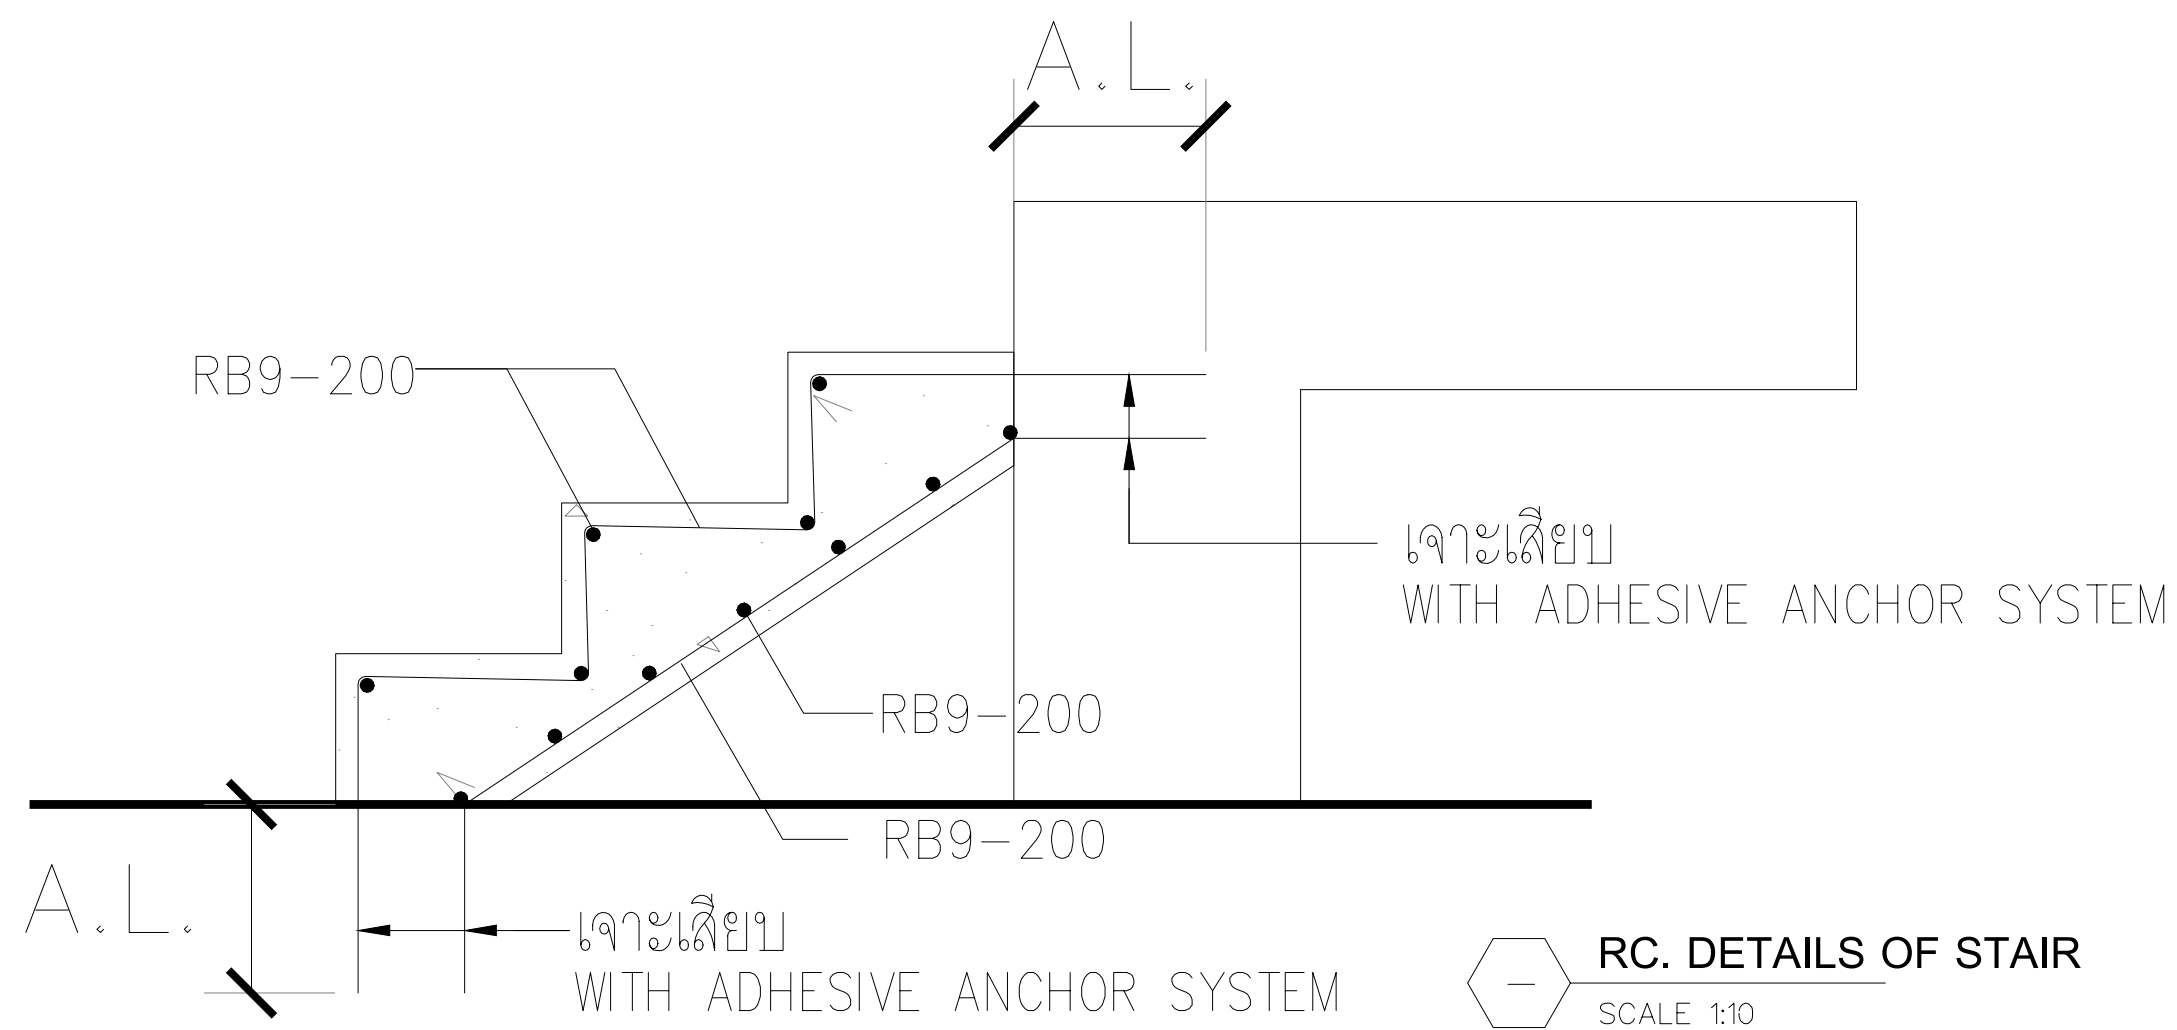 A.L.
RB9-200
เจาะเสียบ
WITH ADHESIVE ANCHOR SYSTEM
RB9-200
RB9-200
A.L.
เจาะเสียบ
WITH ADHESIVE ANCHOR SYSTEM
RC. DETAILS OF STAIR
SCALE 1:10